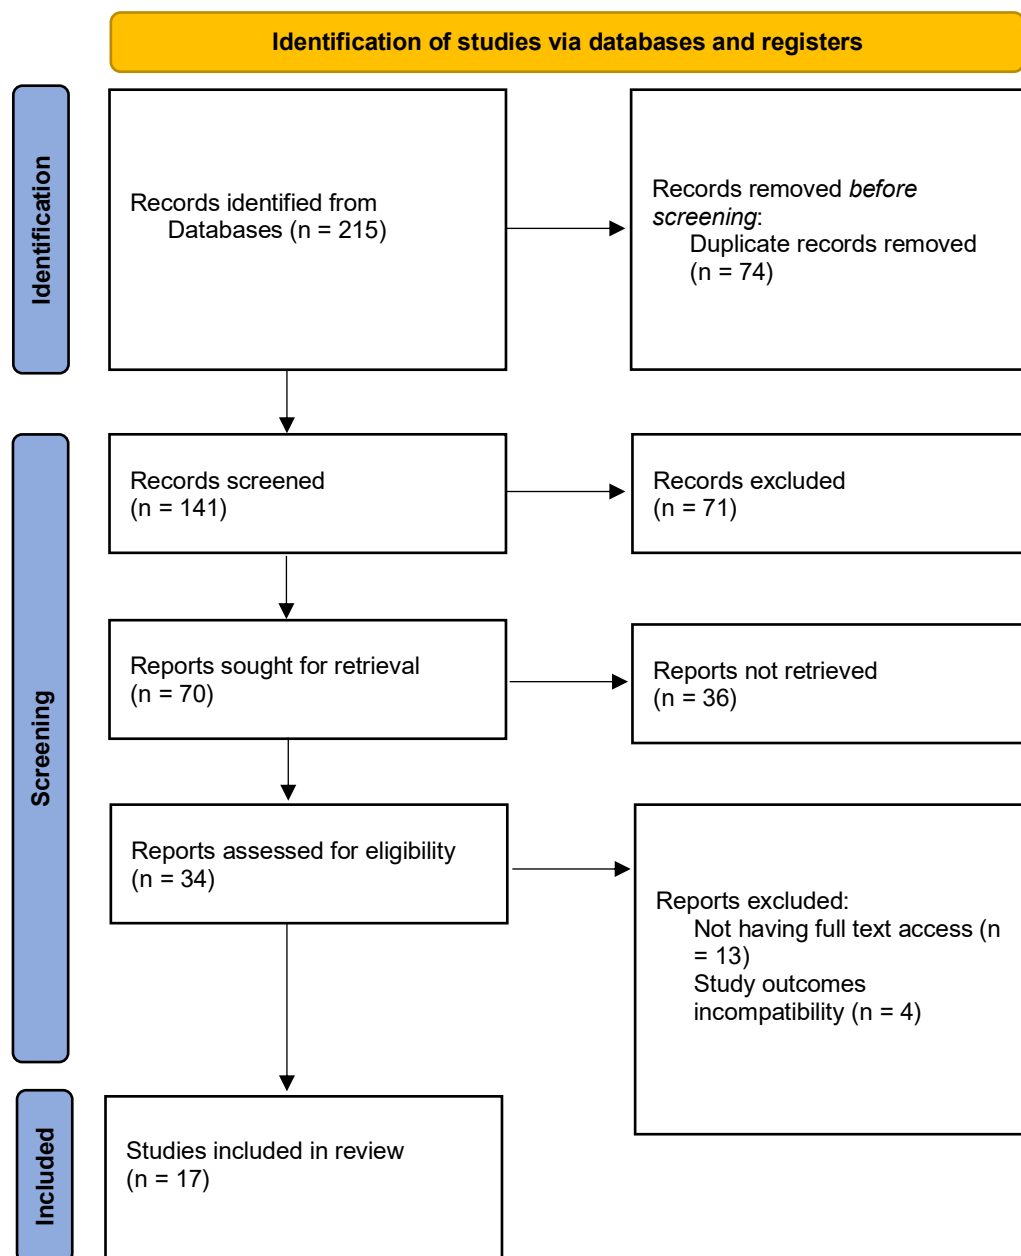 Identification of studies via databases and registers
Identification
Records identified from
Databases (n = 215)
Records removed before
screening:
Duplicate records removed
(n = 74)
Screening
Records screened
(n = 141)
Records excluded
(n = 71)
Reports sought for retrieval
(n = 70)
Reports not retrieved
(n = 36)
Reports assessed for eligibility
(n = 34)
Reports excluded:
Not having full text access (n
= 13)
Study outcomes
incompatibility (n = 4)
Included
Studies included in review
(n = 17)